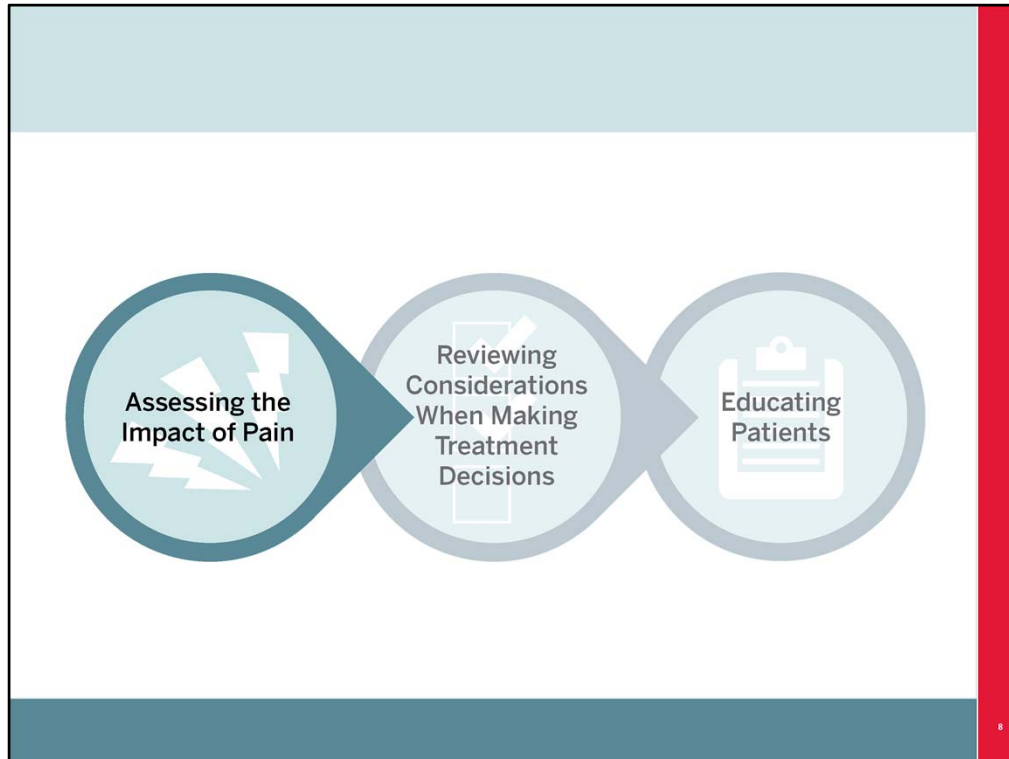 Assessing the
Impact of Pain
Reviewing
Considerations
When Making
Treatment
Decisions
Educating
Patients
8